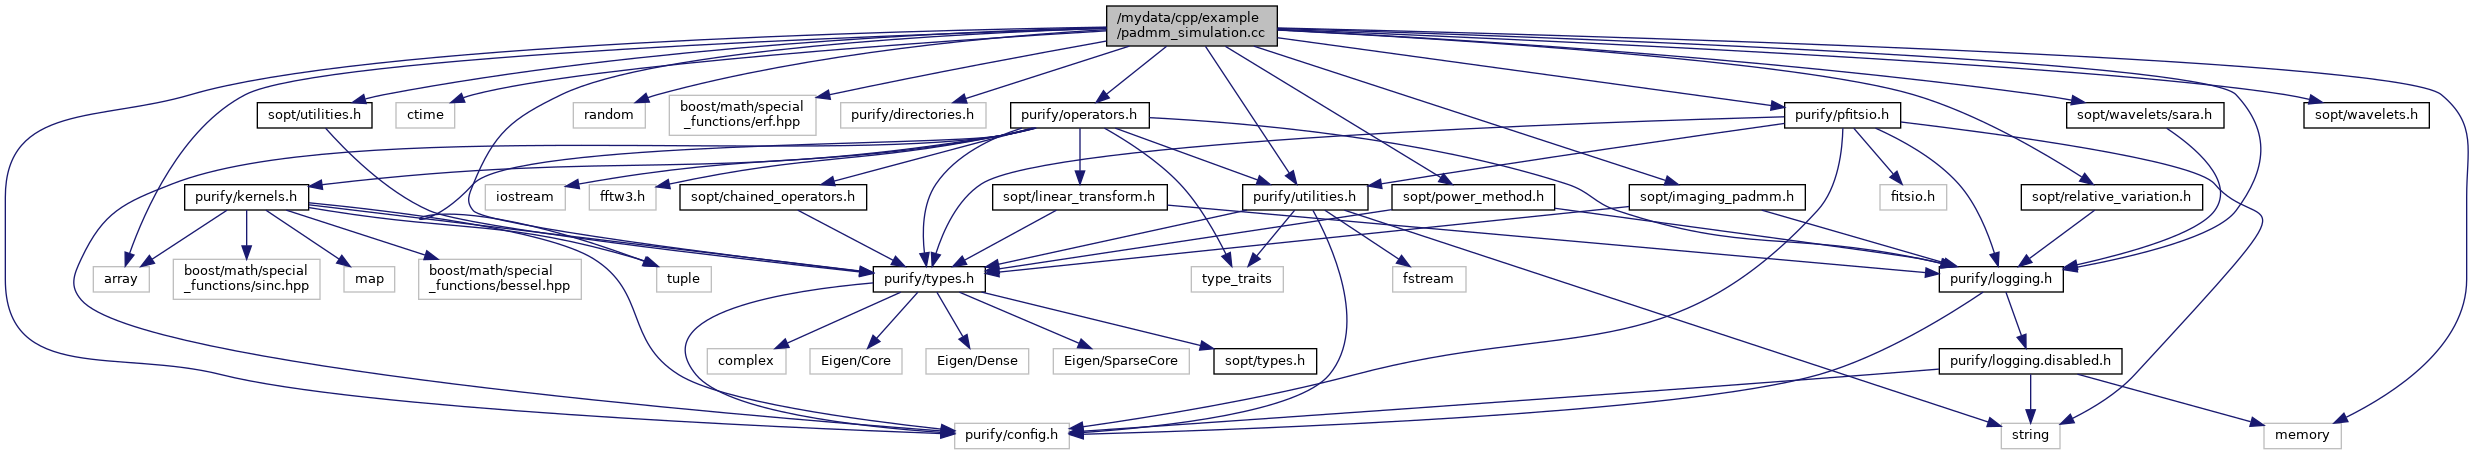 /mydata/cpp/example
/padmm_simulation.cc
sopt/utilities.h
ctime
random
boost/math/special
_functions/erf.hpp
purify/directories.h
purify/operators.h
purify/pfitsio.h
sopt/wavelets/sara.h
sopt/wavelets.h
purify/kernels.h
iostream
fftw3.h
sopt/chained_operators.h
sopt/linear_transform.h
purify/utilities.h
sopt/power_method.h
sopt/imaging_padmm.h
fitsio.h
sopt/relative_variation.h
array
boost/math/special
_functions/sinc.hpp
map
boost/math/special
_functions/bessel.hpp
tuple
purify/types.h
type_traits
fstream
purify/logging.h
complex
Eigen/Core
Eigen/Dense
Eigen/SparseCore
sopt/types.h
purify/logging.disabled.h
purify/config.h
string
memory